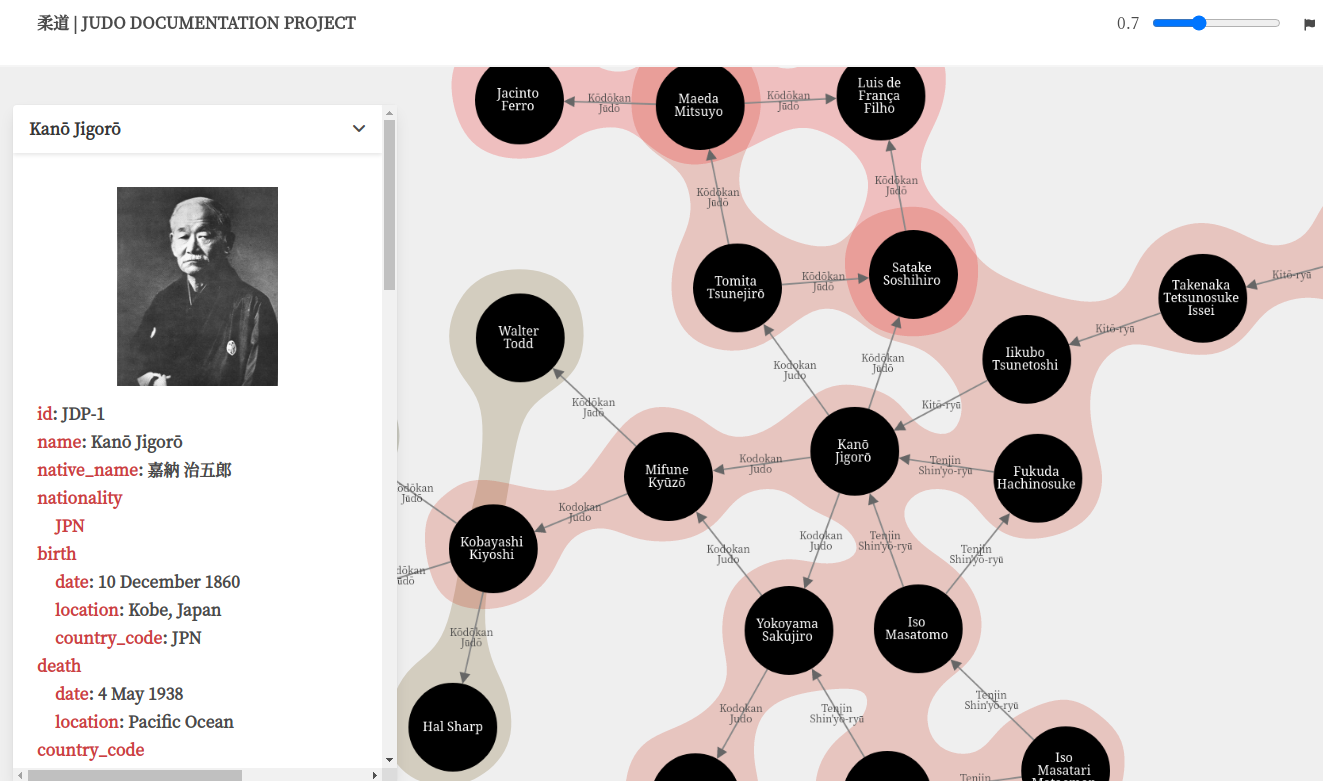 柔道 | JUDO DOCUMENTATION PROJECT
0.7
Kanō Jigorō
id: JDP-1
name: Kanō Jigorō
native_name: 嘉納 治五郎
nationality
JPN
birth
date: 10 December 1860
location: Kobe, Japan
country_code: JPN
death
date: 4 May 1938
location: Pacific Ocean
country_code
Jacinto
Ferro
Kōdōkan
Jūdō
Maeda
Mitsuyo
Kōdōkan
Jūdō
Luis de
França
Filho
Kōdōkan
Jūdō
Kōdōkan
Jūdō
Tomita
Tsunejirō
Kōdōkan
Jūdō
Satake
Soshihiro
Takenaka
Tetsunosuke
Issei
Kitō-ryū
Kitō-ryū
Iikubo
Tsunetoshi
Kitō-ryū
Walter
Todd
Kōdōkan
Jūdō
Kodokan
Judo
Kōdōkan
Jūdō
Kanō
Jigorō
Kodokan
Judo
Mifune
Kyūzō
Tenjin
Shin'yō-ryū
Fukuda
Hachinosuke
Kodokan
Judo
Kobayashi
Kiyoshi
Kodokan
Judo
Kodokan
Judo
Tenjin
Shin'yō-ryū
Tenjin
Shin'yō-ryū
Yokoyama
Sakujiro
Iso
Masatomo
Kōdōkan
Jūdō
Hal Sharp
Kodokan
Judo
Tenjin
Shin'yō-ryū
Tenjin
Shin'yō-ryū
Iso
Masatari
Tenjin